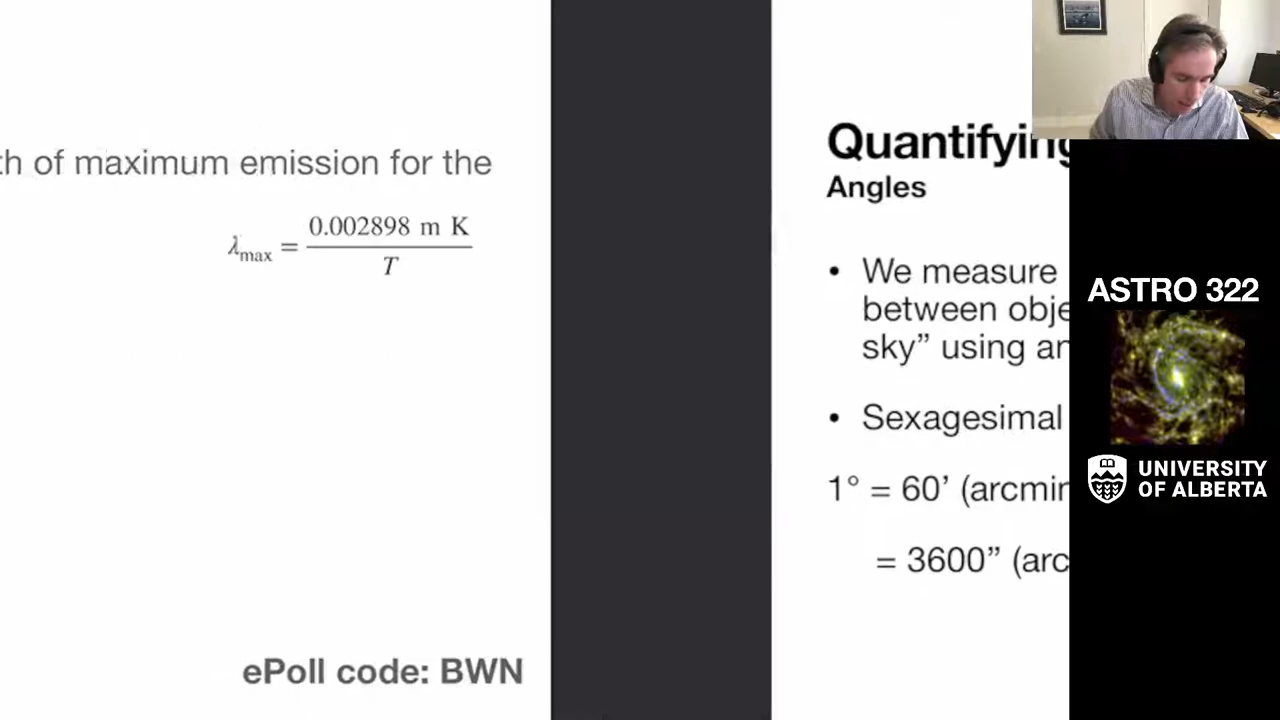 th of maximum emission for the
λmax = 0.002898 m K / T
ePoll code: BWN
Quantifying
Angles
• We measure
between obje
sky” using an
• Sexagesimal
1° = 60’ (arcmin
= 3600” (arc
ASTRO 322
UNIVERSITY
OF ALBERTA